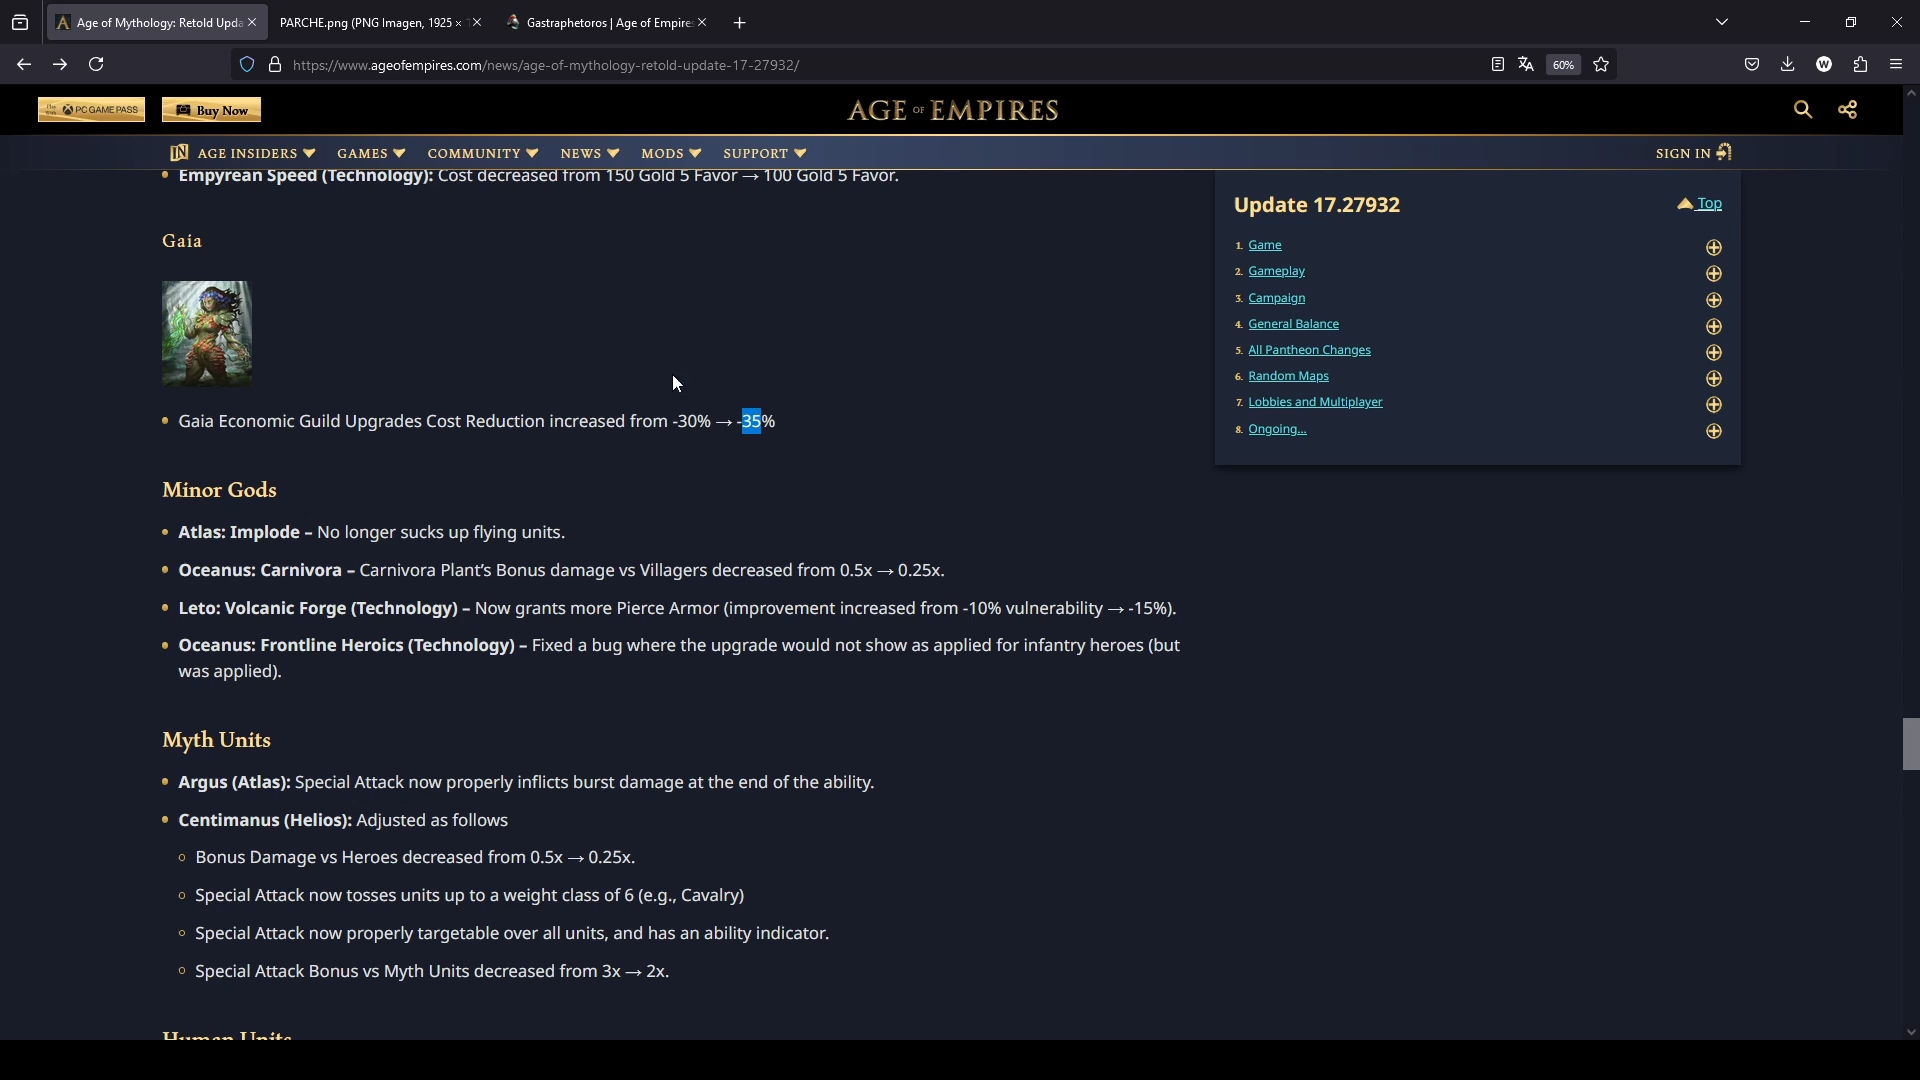 Age of Mythology: Retold Upda
PARCHE.png (PNG Imagen, 1925 ×
Gastraphetoros | Age of Empires
https://www.ageofempires.com/news/age-of-mythology-retold-update-17-27932/
60%
W
PC GAME PASS
Buy Now
AGE OF EMPIRES
AGE INSIDERS
GAMES
COMMUNITY
NEWS
MODS
SUPPORT
SIGN IN
• Empyrean Speed (Technology): Cost decreased from 150 Gold 5 Favor → 100 Gold 5 Favor.
Gaia
• Gaia Economic Guild Upgrades Cost Reduction increased from -30% → -35%
Minor Gods
• Atlas: Implode – No longer sucks up flying units.
• Oceanus: Carnivora – Carnivora Plant’s Bonus damage vs Villagers decreased from 0.5x → 0.25x.
• Leto: Volcanic Forge (Technology) – Now grants more Pierce Armor (improvement increased from -10% vulnerability → -15%).
• Oceanus: Frontline Heroics (Technology) – Fixed a bug where the upgrade would not show as applied for infantry heroes (but
was applied).
Myth Units
• Argus (Atlas): Special Attack now properly inflicts burst damage at the end of the ability.
• Centimanus (Helios): Adjusted as follows
○ Bonus Damage vs Heroes decreased from 0.5x → 0.25x.
○ Special Attack now tosses units up to a weight class of 6 (e.g., Cavalry)
○ Special Attack now properly targetable over all units, and has an ability indicator.
○ Special Attack Bonus vs Myth Units decreased from 3x → 2x.
Human Units
Update 17.27932
Top
1. Game
2. Gameplay
3. Campaign
4. General Balance
5. All Pantheon Changes
6. Random Maps
7. Lobbies and Multiplayer
8. Ongoing...